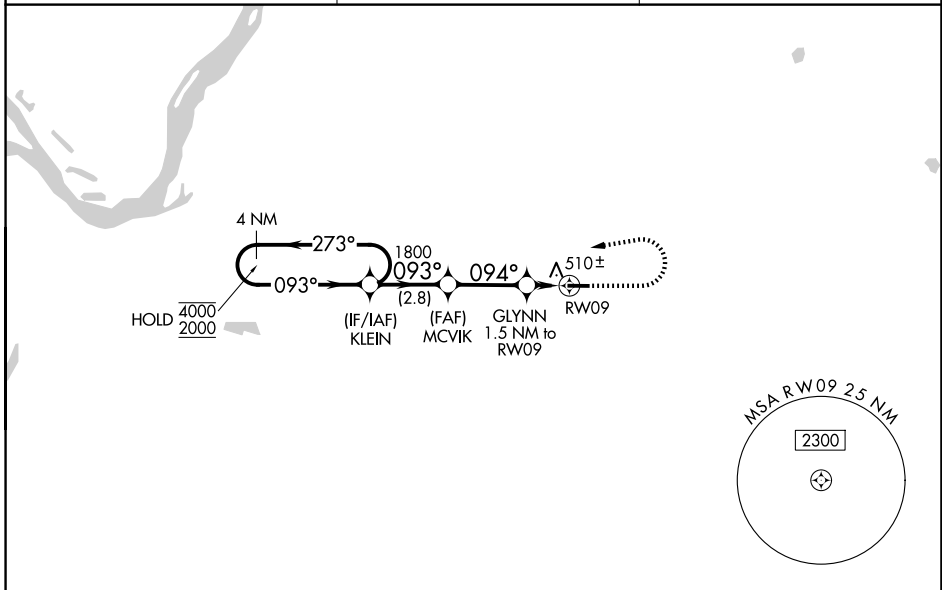 4 NM
273°
093°
HOLD 4000
2000
1800
093°
(2.8)
094°
510±
(IF/IAF)
KLEIN
(FAF)
MCVIK
GLYNN
1.5 NM to
RW09
RW09
MSA RW09 25 NM
2300